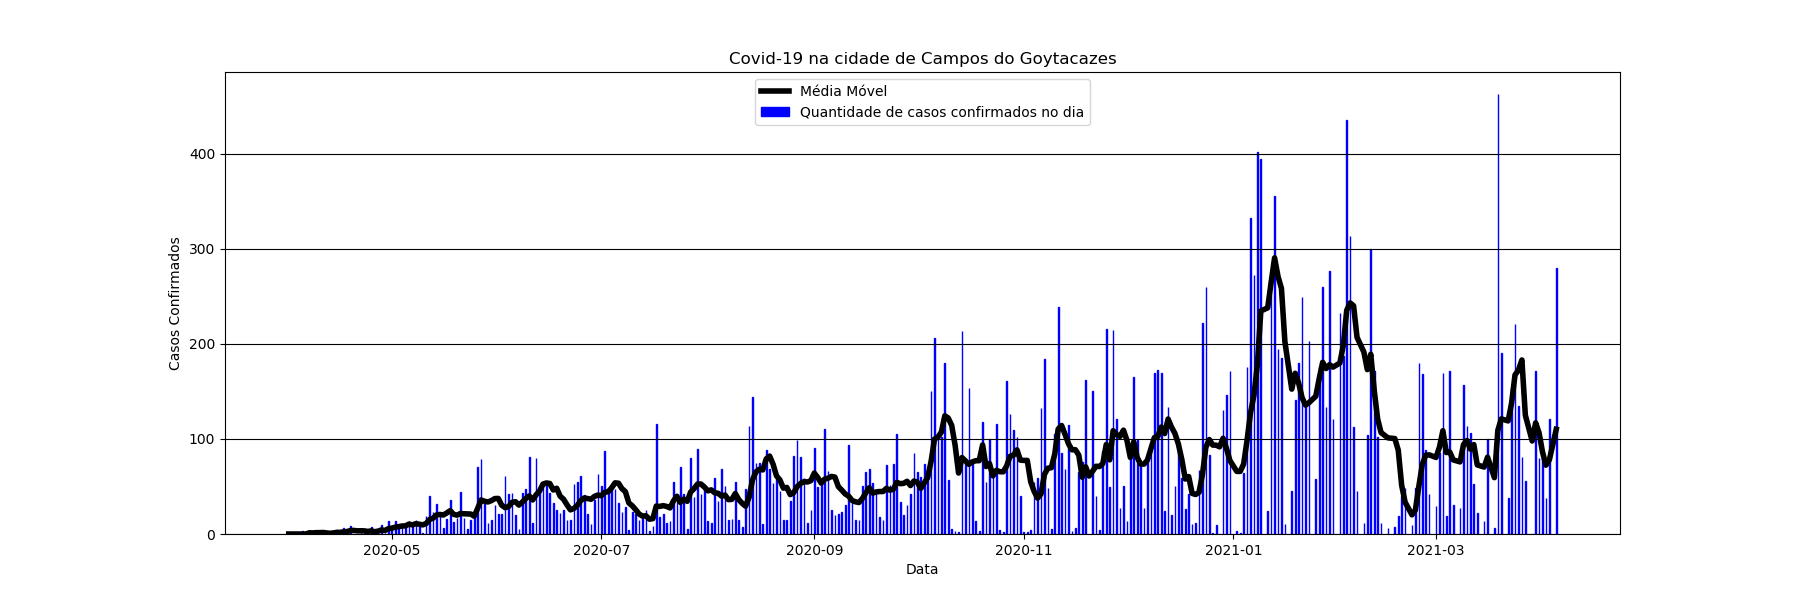 Covid-19 na cidade de Campos do Goytacazes
Média Móvel
Quantidade de casos confirmados no dia
Casos Confirmados
400
300
200
100
0
2020-05 2020-07 2020-09 2020-11 2021-01 2021-03
Data